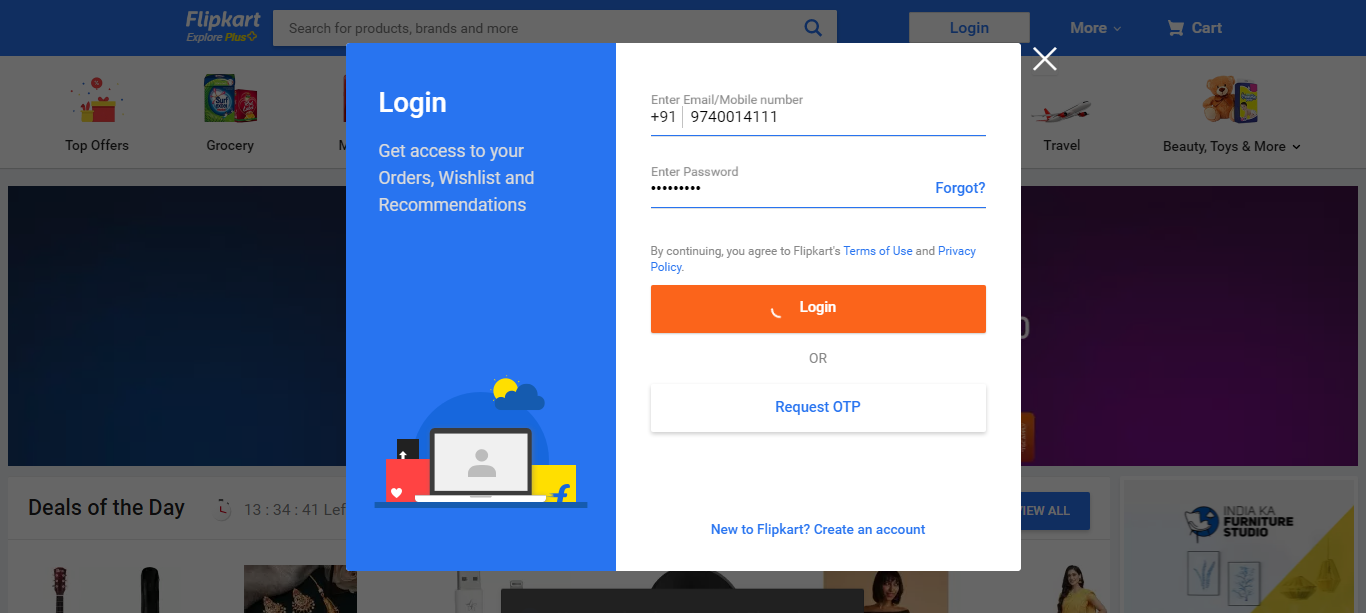 Flipkart
Explore Plus
Search for products, brands and more
Login
More
Cart
Top Offers
Grocery
M
Travel
Beauty, Toys & More
Login
Get access to your
Orders, Wishlist and
Recommendations
Enter Email/Mobile number
+91 9740014111
Enter Password
•••••••••
Forgot?
By continuing, you agree to Flipkart's Terms of Use and Privacy
Policy.
Login
OR
Request OTP
New to Flipkart? Create an account
Deals of the Day
13 : 34 : 41 Lef
VIEW ALL
INDIA KA
FURNITURE
STUDIO